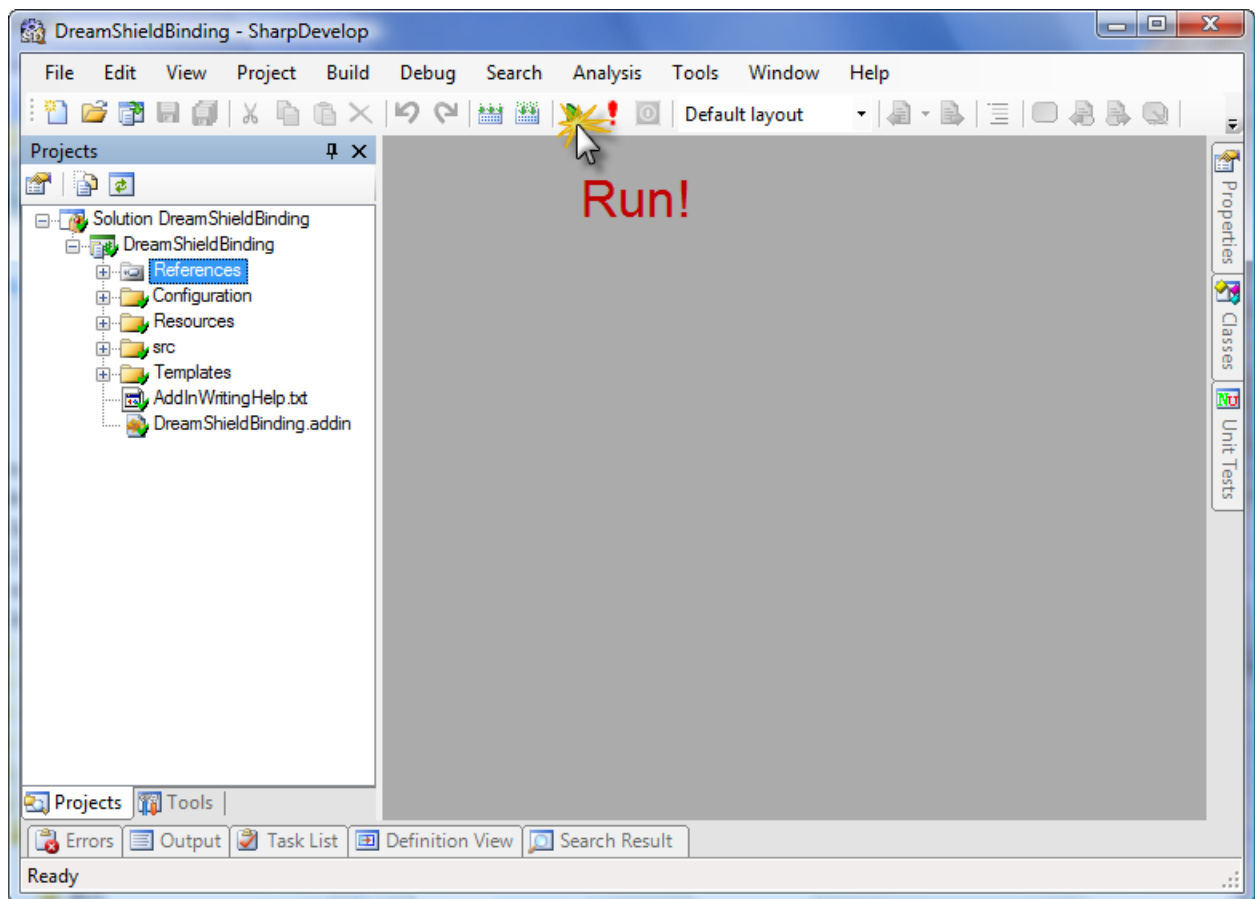 DreamShieldBinding - SharpDevelop
File Edit View Project Build Debug Search Analysis Tools Window Help
Default layout
Projects
Run!
Solution DreamShieldBinding
DreamShieldBinding
References
Configuration
Resources
src
Templates
AddInWritingHelp.txt
DreamShieldBinding.addin
Properties
Classes
NU Unit Tests
Projects Tools
Errors Output Task List Definition View Search Result
Ready